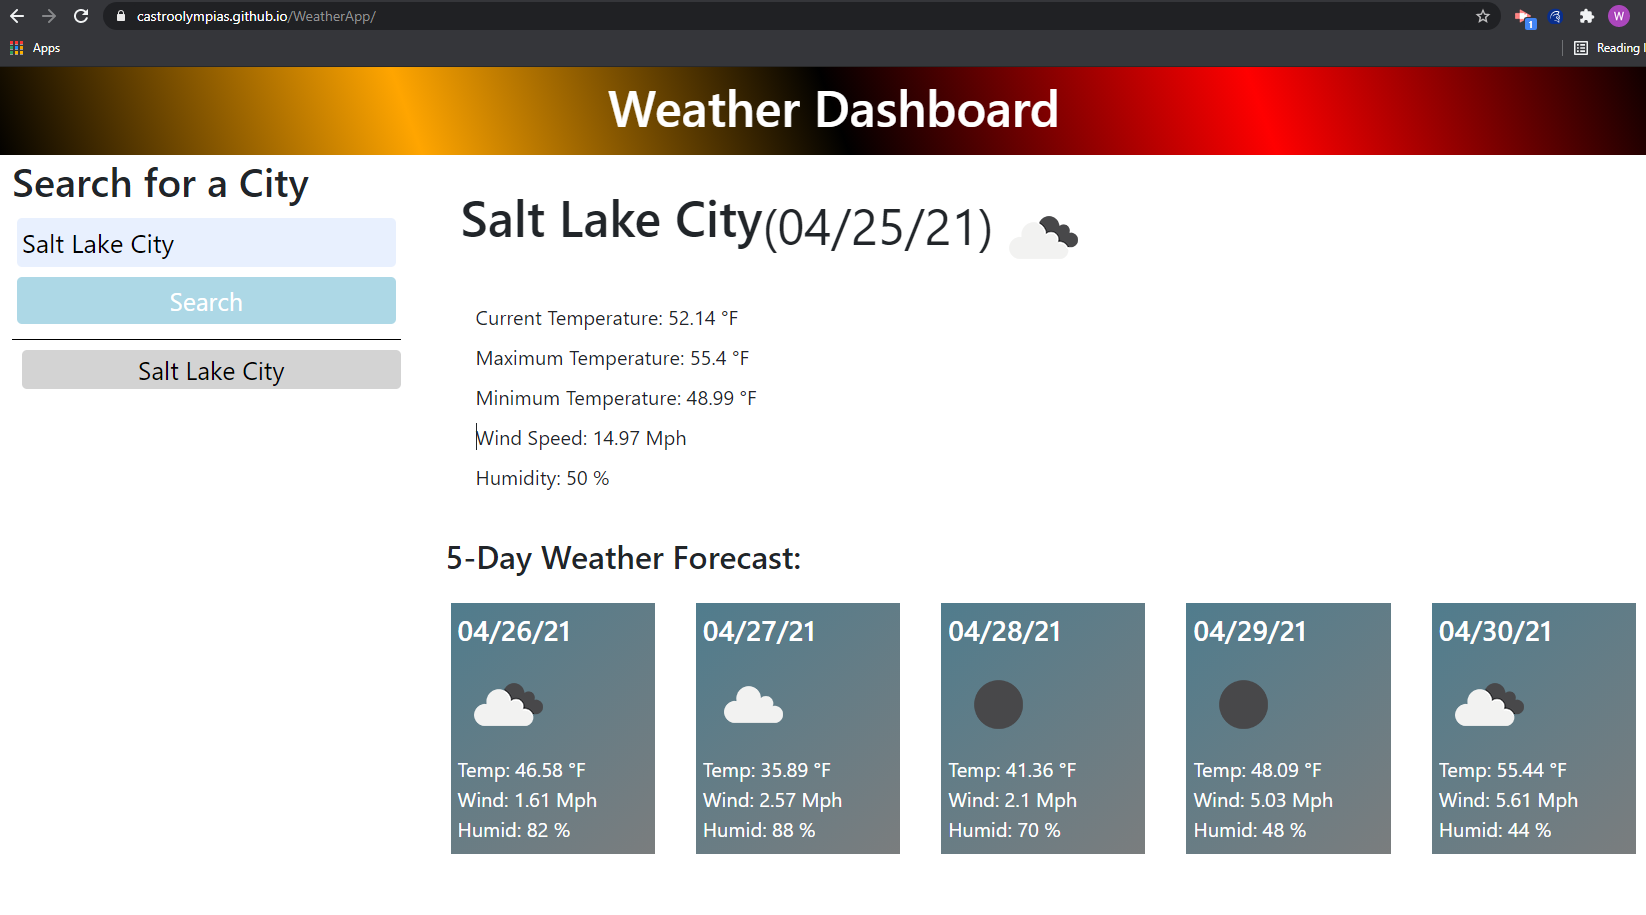 castroolympias.github.io/WeatherApp/
1
W
Apps
Reading
Weather Dashboard
Search for a City
Salt Lake City
Search
Salt Lake City
Salt Lake City(04/25/21)
Current Temperature: 52.14 °F
Maximum Temperature: 55.4 °F
Minimum Temperature: 48.99 °F
Wind Speed: 14.97 Mph
Humidity: 50 %
5-Day Weather Forecast:
04/26/21
Temp: 46.58 °F
Wind: 1.61 Mph
Humid: 82 %
04/27/21
Temp: 35.89 °F
Wind: 2.57 Mph
Humid: 88 %
04/28/21
Temp: 41.36 °F
Wind: 2.1 Mph
Humid: 70 %
04/29/21
Temp: 48.09 °F
Wind: 5.03 Mph
Humid: 48 %
04/30/21
Temp: 55.44 °F
Wind: 5.61 Mph
Humid: 44 %